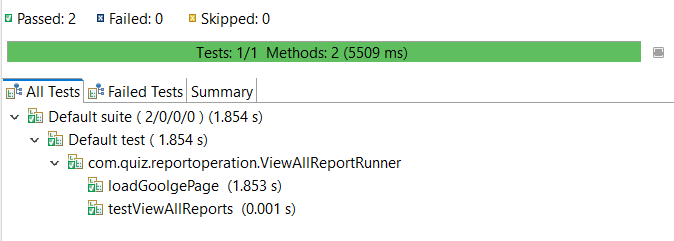 Passed: 2 Failed: 0 Skipped: 0
Tests: 1/1 Methods: 2 (5509 ms)
All Tests Failed Tests Summary
Default suite ( 2/0/0/0 ) (1.854 s)
Default test ( 1.854 s)
com.quiz.reportoperation.ViewAllReportRunner
loadGoolgePage (1.853 s)
testViewAllReports (0.001 s)